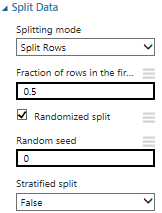 Split Data
Splitting mode
Split Rows
Fraction of rows in the fir...
0.5
Randomized split
Random seed
0
Stratified split
False